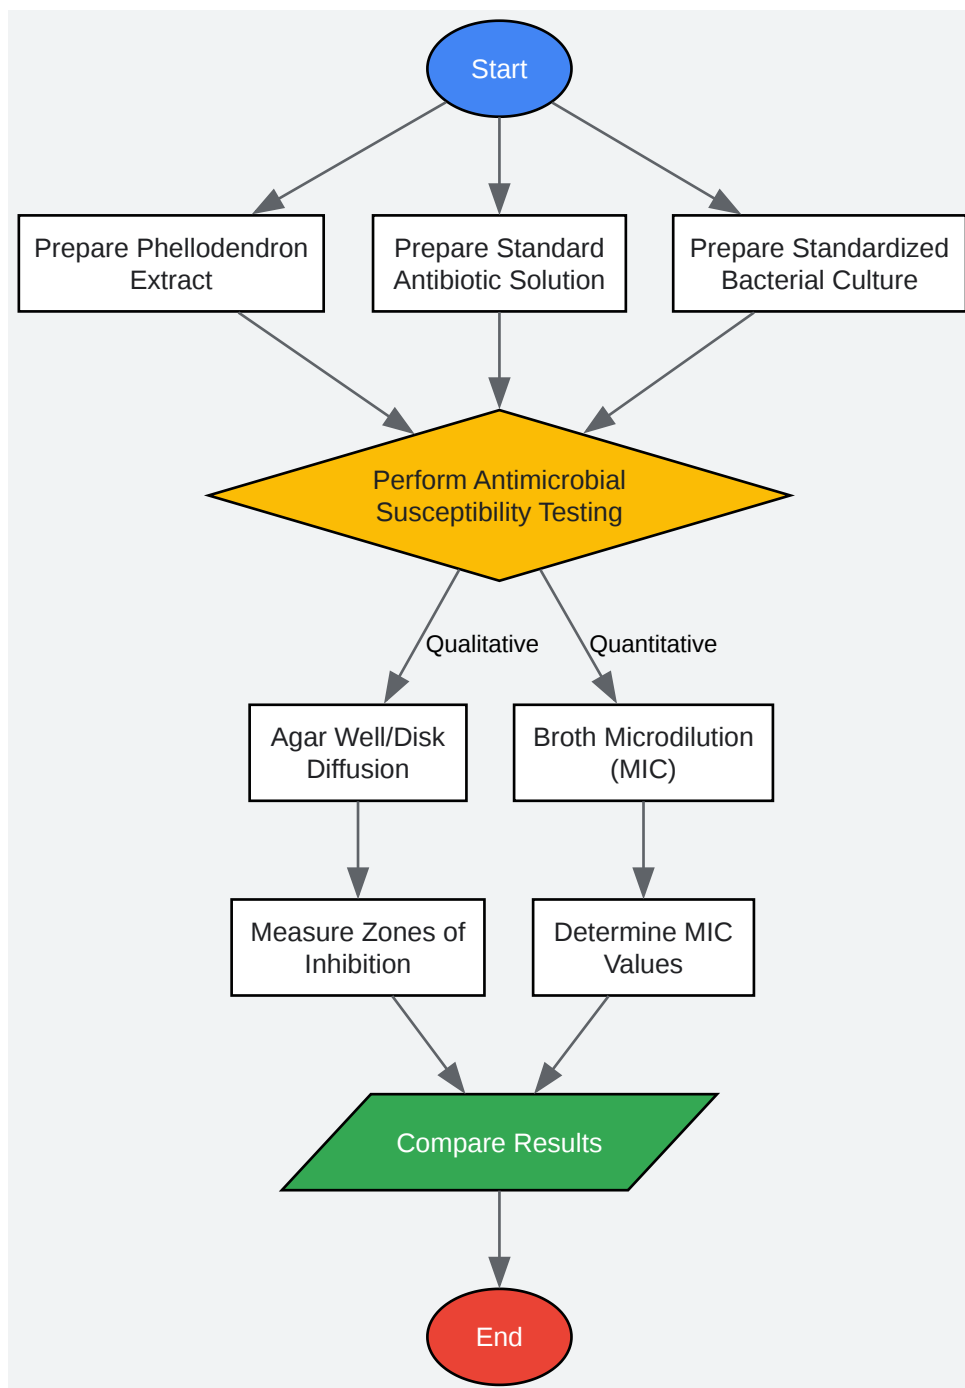 Start
Prepare Phellodendron
Extract
Prepare Standard
Antibiotic Solution
Prepare Standardized
Bacterial Culture
Perform Antimicrobial
Susceptibility Testing
Qualitative
Quantitative
Agar Well/Disk
Diffusion
Broth Microdilution
(MIC)
Measure Zones of
Inhibition
Determine MIC
Values
Compare Results
End